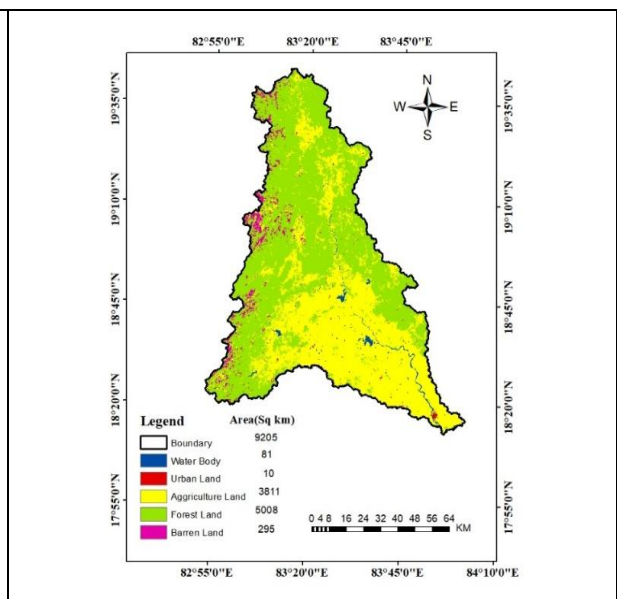 82°55'0"E 83°20'0"E 83°45'0"E
N
W E
S
19°35'0"N 19°35'0"N
19°10'0"N 19°10'0"N
18°45'0"N 18°45'0"N
18°20'0"N 18°20'0"N
17°55'0"N 17°55'0"N
Legend Area(Sq km)
Boundary 9205
Water Body 81
Urban Land 10
Aggriculture Land 3811
Forest Land 5008
Barren Land 295
0 4 8 16 24 32 40 48 56 64
KM
82°55'0"E 83°20'0"E 83°45'0"E 84°10'0"E